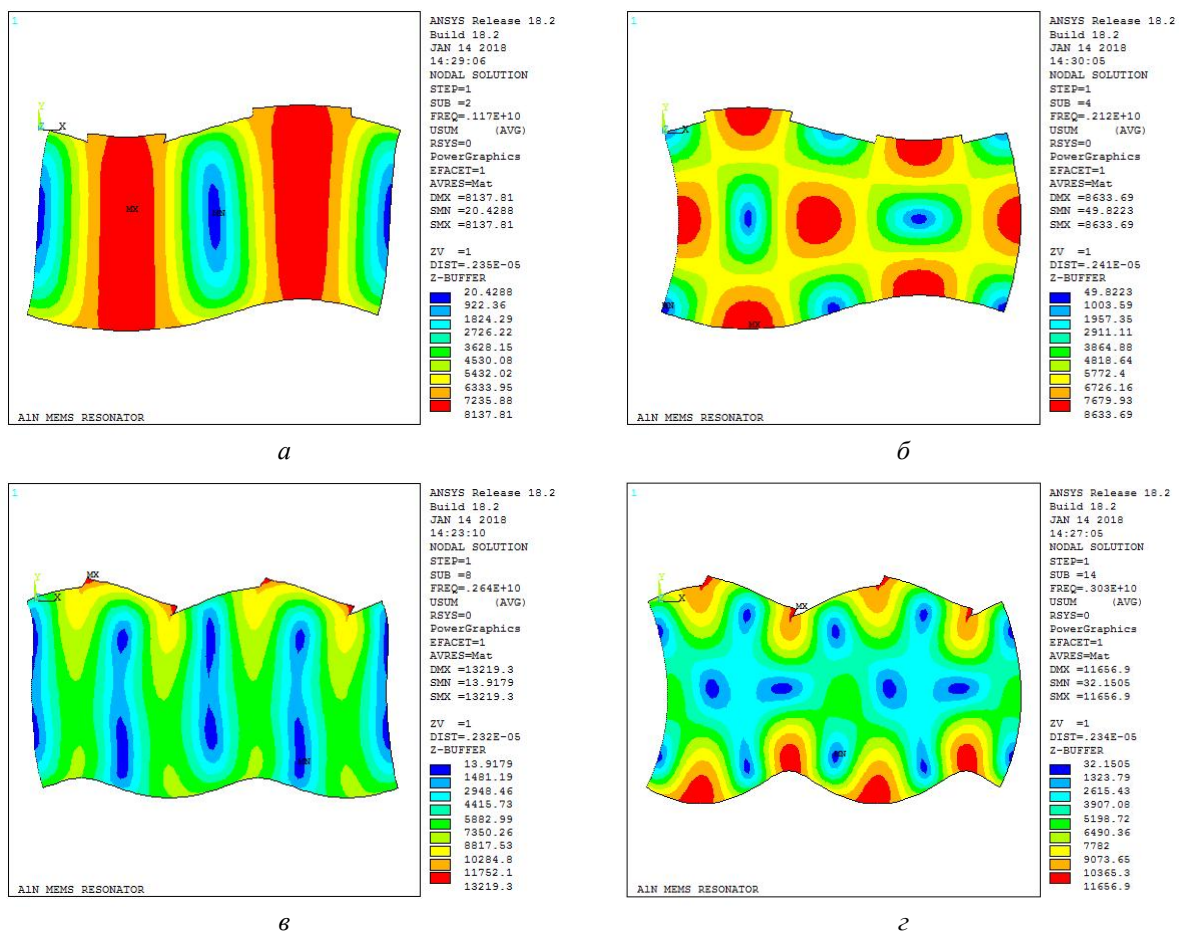 1
ANSYS Release 18.2
Build 18.2
JAN 14 2018
14:29:06
NODAL SOLUTION
STEP=1
SUB =2
FREQ=.117E+10
USUM (AVG)
RSYS=0
PowerGraphics
EFACET=1
AVRES=Mat
DMX =8137.81
SMN =20.4288
SMX =8137.81
ZV =1
DIST=.235E-05
Z-BUFFER
20.4288
922.36
1824.29
2726.22
3628.15
4530.08
5432.02
6333.95
7235.88
8137.81
Y
Z X
MX
MN
AlN MEMS RESONATOR
а
1
ANSYS Release 18.2
Build 18.2
JAN 14 2018
14:30:05
NODAL SOLUTION
STEP=1
SUB =4
FREQ=.212E+10
USUM (AVG)
RSYS=0
PowerGraphics
EFACET=1
AVRES=Mat
DMX =8633.69
SMN =49.8223
SMX =8633.69
ZV =1
DIST=.241E-05
Z-BUFFER
49.8223
1003.59
1957.35
2911.11
3864.88
4818.64
5772.4
6726.16
7679.93
8633.69
Y
Z X
MN
MX
AlN MEMS RESONATOR
б
1
ANSYS Release 18.2
Build 18.2
JAN 14 2018
14:23:10
NODAL SOLUTION
STEP=1
SUB =8
FREQ=.264E+10
USUM (AVG)
RSYS=0
PowerGraphics
EFACET=1
AVRES=Mat
DMX =13219.3
SMN =13.9179
SMX =13219.3
ZV =1
DIST=.232E-05
Z-BUFFER
13.9179
1481.19
2948.46
4415.73
5882.99
7350.26
8817.53
10284.8
11752.1
13219.3
MX
Y
Z X
MN
AlN MEMS RESONATOR
в
1
ANSYS Release 18.2
Build 18.2
JAN 14 2018
14:27:05
NODAL SOLUTION
STEP=1
SUB =14
FREQ=.303E+10
USUM (AVG)
RSYS=0
PowerGraphics
EFACET=1
AVRES=Mat
DMX =11656.9
SMN =32.1505
SMX =11656.9
ZV =1
DIST=.234E-05
Z-BUFFER
32.1505
1323.79
2615.43
3907.08
5198.72
6490.36
7782
9073.65
10365.3
11656.9
Y
Z X
MX
MN
AlN MEMS RESONATOR
г